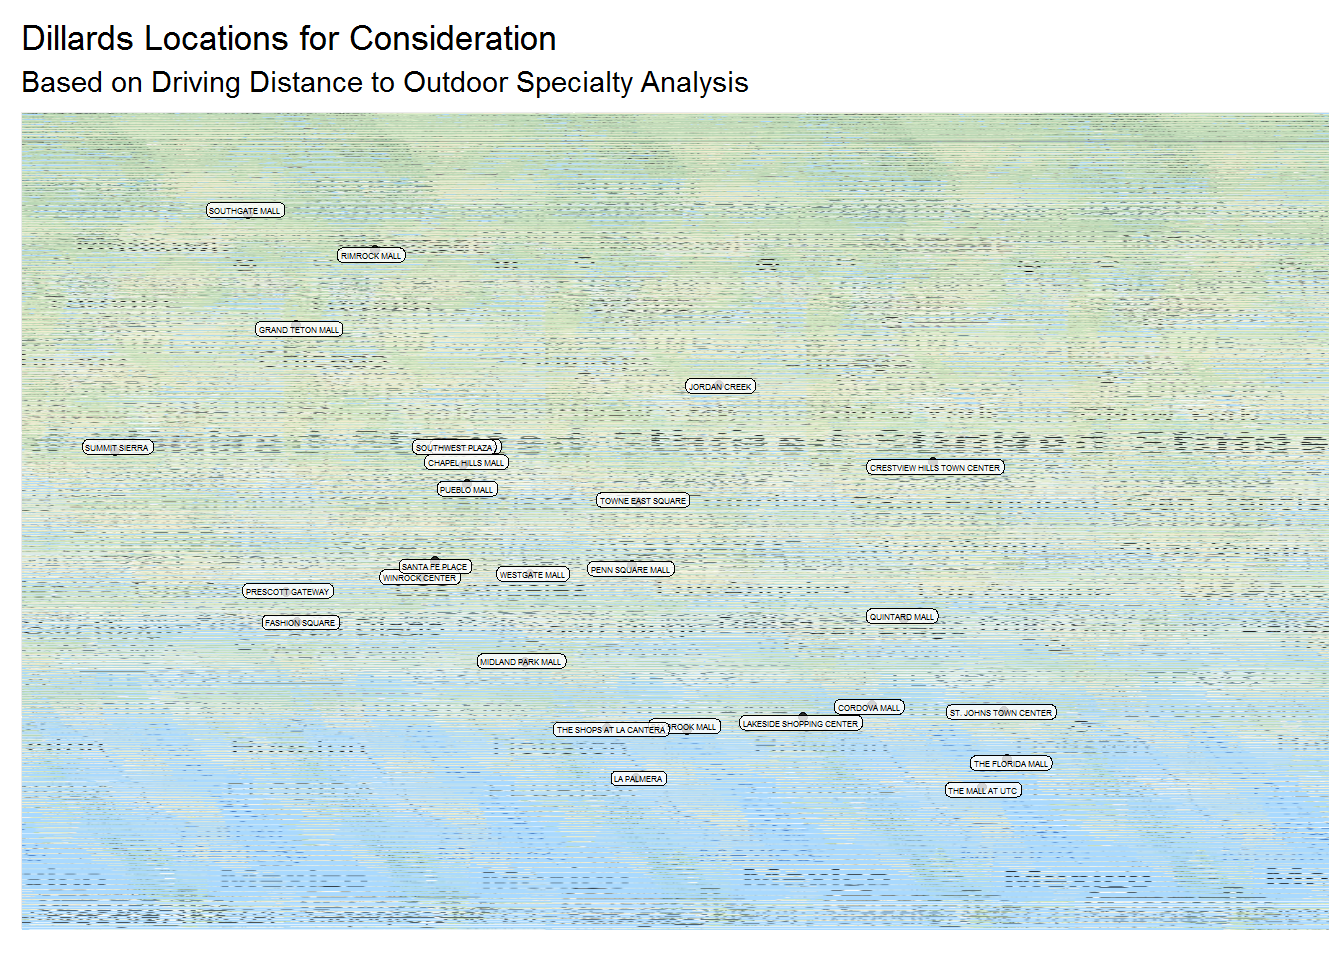 Dillards Locations for Consideration
Based on Driving Distance to Outdoor Specialty Analysis
SOUTHGATE MALL
RIMROCK MALL
GRAND TETON MALL
JORDAN CREEK
SUMMIT SIERRA
SOUTHWEST PLAZA
CHAPEL HILLS MALL
CRESTVIEW HILLS TOWN CENTER
PUEBLO MALL
TOWNE EAST SQUARE
SANTA FE PLACE
WINROCK CENTER
WESTGATE MALL
PENN SQUARE MALL
PRESCOTT GATEWAY
FASHION SQUARE
QUINTARD MALL
MIDLAND PARK MALL
CORDOVA MALL
ST. JOHNS TOWN CENTER
LAKESIDE SHOPPING CENTER
THE SHOPS AT LA CANTERA
MALL
THE FLORIDA MALL
LA PALMERA
THE MALL AT UTC